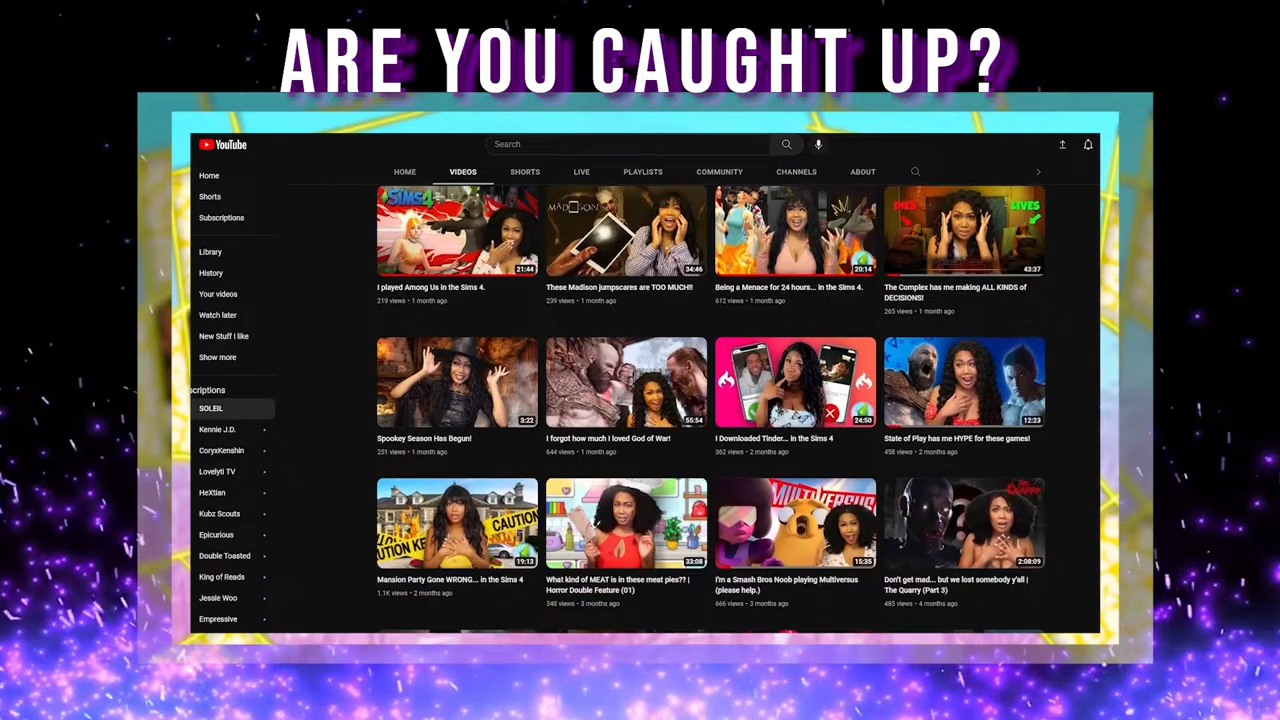 ARE YOU CAUGHT UP?
YouTube
Search
Home
Shorts
Subscriptions
Library
History
Your videos
Watch later
New Stuff I like
Show more
scriptions
SOLEIL
Kennie J.D.
CoryxKenshin
Lovelyti TV
HeXtian
Kubz Scouts
Epicurious
Double Toasted
King of Reads
Jessie Woo
Empressive
HOME VIDEOS SHORTS LIVE PLAYLISTS COMMUNITY CHANNELS ABOUT
SIMS4
21:44
I played Among Us in the Sims 4.
219 views • 1 month ago
MADISON
34:46
These Madison jumpscares are TOO MUCH!!
239 views • 1 month ago
20:14
Being a Menace for 24 hours... in the Sims 4.
612 views • 1 month ago
DIES
LIVES
43:37
The Complex has me making ALL KINDS of
DECISIONS!
265 views • 1 month ago
3:22
Spookey Season Has Begun!
251 views • 1 month ago
55:54
I forgot how much I loved God of War!
644 views • 1 month ago
24:50
I Downloaded Tinder... in the Sims 4
362 views • 2 months ago
12:23
State of Play has me HYPE for these games!
458 views • 2 months ago
CAUTION
UTION KE
19:13
Mansion Party Gone WRONG... in the Sims 4
1.1K views • 2 months ago
33:08
What kind of MEAT is in these meat pies?? |
Horror Double Feature (01)
348 views • 3 months ago
MULTIVERSUS
15:35
I'm a Smash Bros Noob playing Multiversus
(please help.)
666 views • 3 months ago
THE QUARRY
2:08:09
Don't get mad... but we lost somebody y'all |
The Quarry (Part 3)
485 views • 4 months ago